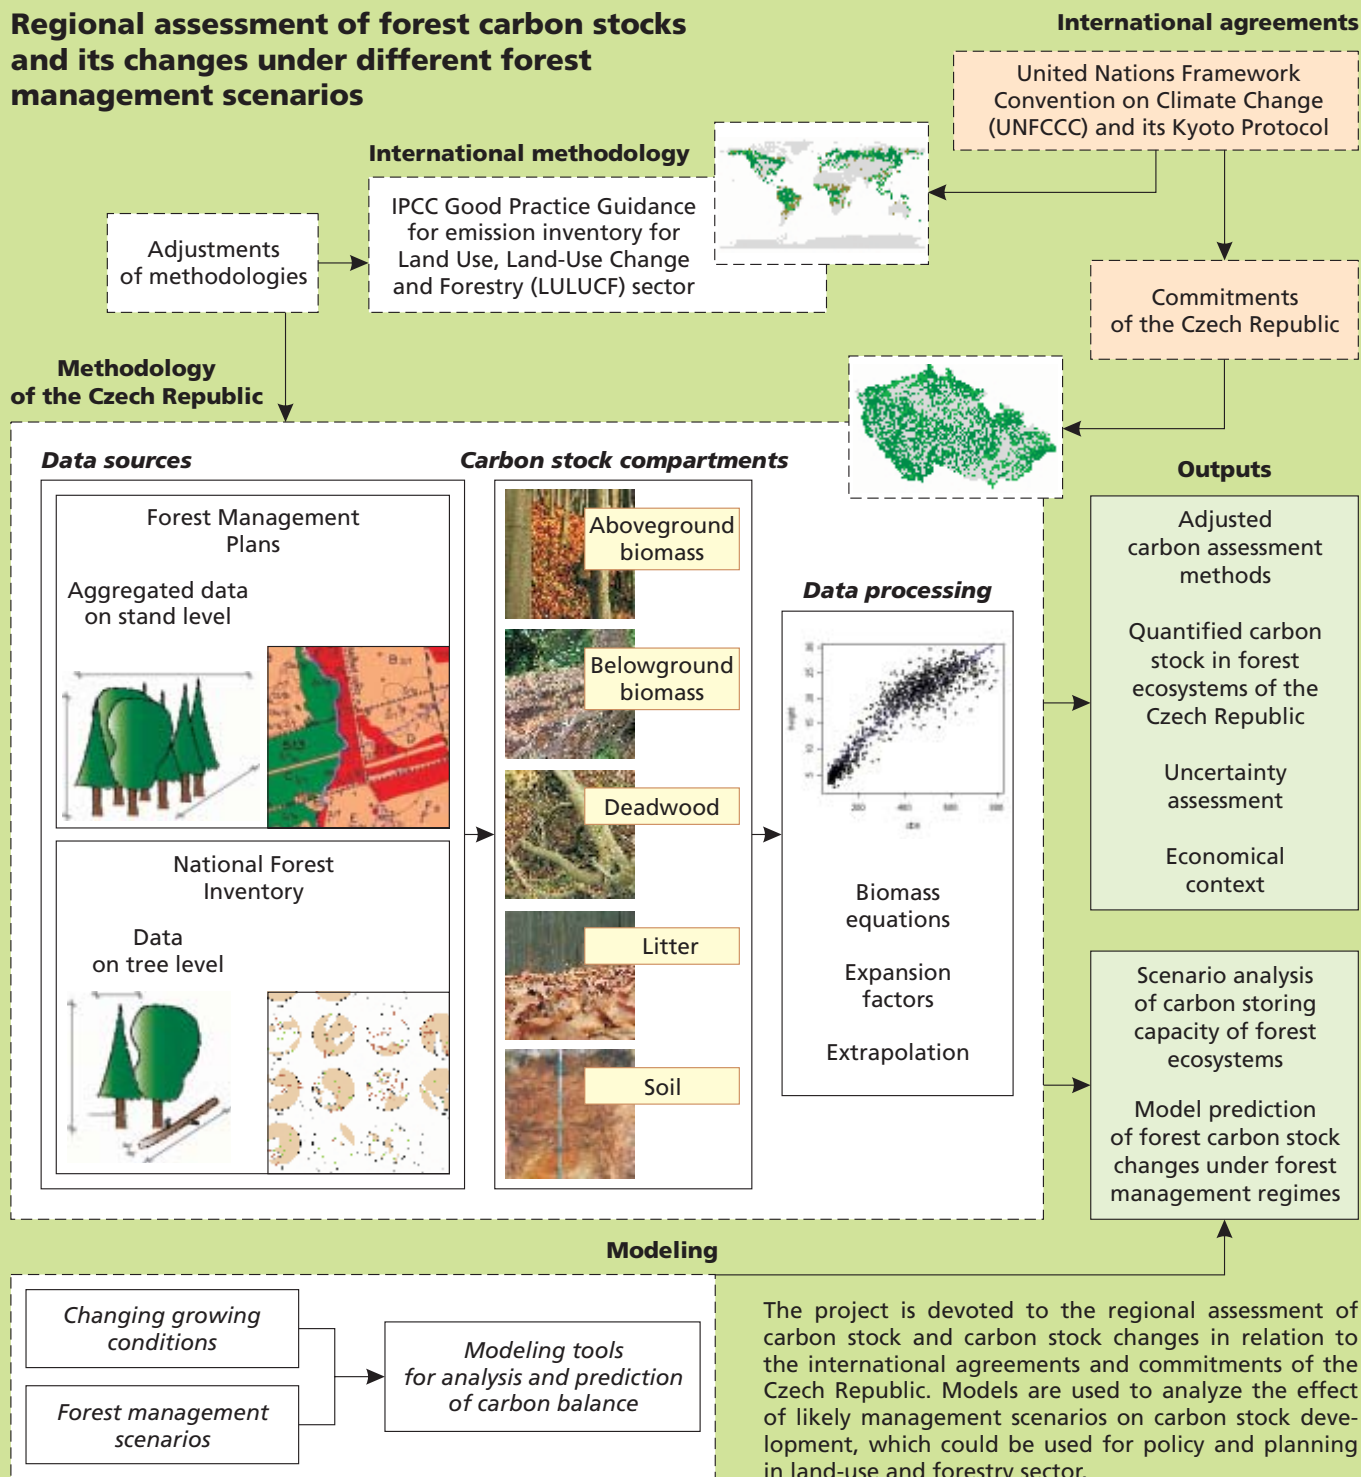 Regional assessment of forest carbon stocks
and its changes under different forest
management scenarios
International agreements
United Nations Framework
Convention on Climate Change
(UNFCCC) and its Kyoto Protocol
International methodology
IPCC Good Practice Guidance
for emission inventory for
Land Use, Land-Use Change
and Forestry (LULUCF) sector
Adjustments
of methodologies
Commitments
of the Czech Republic
Methodology
of the Czech Republic
Data sources
Forest Management
Plans
Aggregated data
on stand level
National Forest
Inventory
Data
on tree level
Carbon stock compartments
Aboveground
biomass
Belowground
biomass
Deadwood
Litter
Soil
Data processing
200 400 600 800
Biomass
equations
Expansion
factors
Extrapolation
Outputs
Adjusted
carbon assessment
methods
Quantified carbon
stock in forest
ecosystems of the
Czech Republic
Uncertainty
assessment
Economical
context
Scenario analysis
of carbon storing
capacity of forest
ecosystems
Model prediction
of forest carbon stock
changes under forest
management regimes
Modeling
Changing growing
conditions
Forest management
scenarios
Modeling tools
for analysis and prediction
of carbon balance
The project is devoted to the regional assessment of
carbon stock and carbon stock changes in relation to
the international agreements and commitments of the
Czech Republic. Models are used to analyze the effect
of likely management scenarios on carbon stock deve-
lopment, which could be used for policy and planning
in land-use and forestry sector.